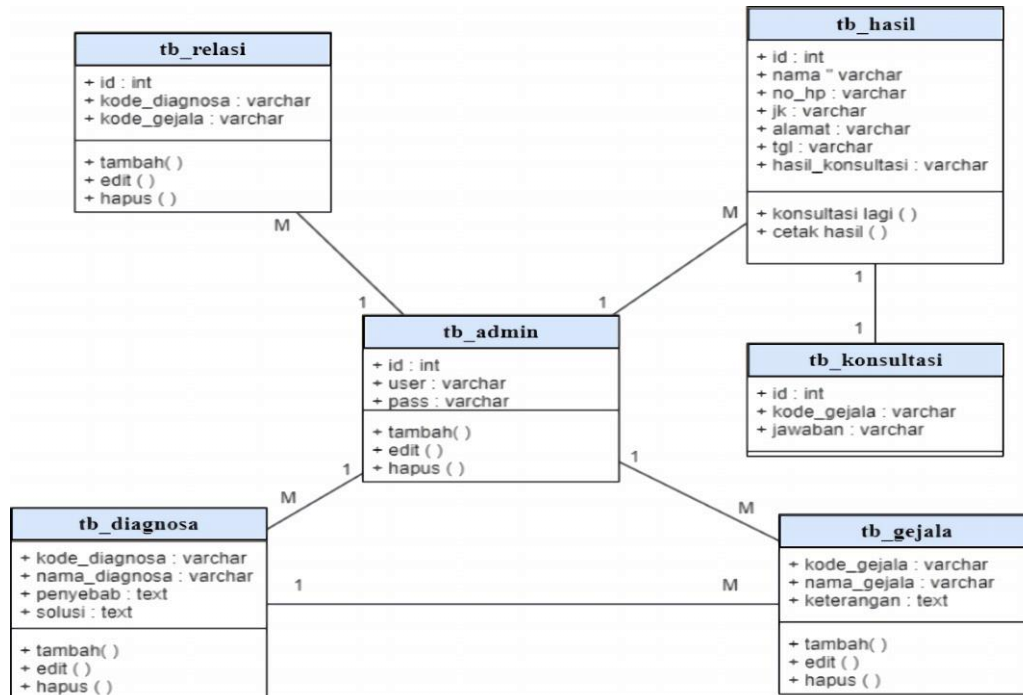 tb_relasi
+ id : int
+ kode_diagnosa : varchar
+ kode_gejala : varchar
+ tambah( )
+ edit ( )
+ hapus ( )
M
1
tb_hasil
+ id : int
+ nama " varchar
+ no_hp : varchar
+ jk : varchar
+ alamat : varchar
+ tgl : varchar
+ hasil_konsultasi : varchar
+ konsultasi lagi ( )
+ cetak hasil ( )
M
1
1
1
tb_admin
+ id : int
+ user : varchar
+ pass : varchar
+ tambah( )
+ edit ( )
+ hapus ( )
tb_konsultasi
+ id : int
+ kode_gejala : varchar
+ jawaban : varchar
1
M
1
M
tb_diagnosa
+ kode_diagnosa : varchar
+ nama_diagnosa : varchar
+ penyebab : text
+ solusi : text
+ tambah( )
+ edit ( )
+ hapus ( )
1
M
tb_gejala
+ kode_gejala : varchar
+ nama_gejala : varchar
+ keterangan : text
+ tambah( )
+ edit ( )
+ hapus ( )